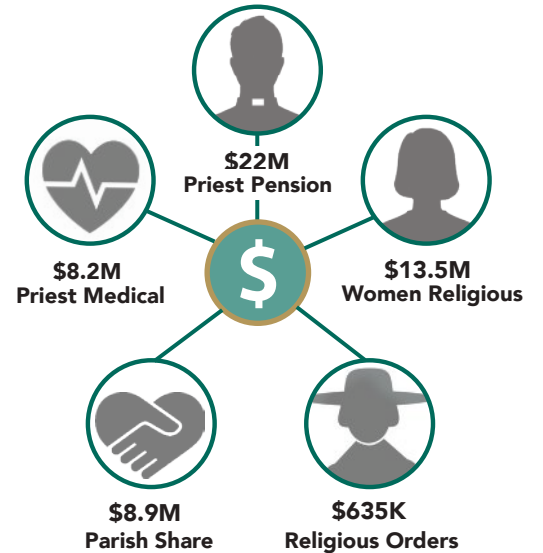 $22M
Priest Pension
$8.2M
Priest Medical
$
$13.5M
Women Religious
$8.9M
Parish Share
$635K
Religious Orders